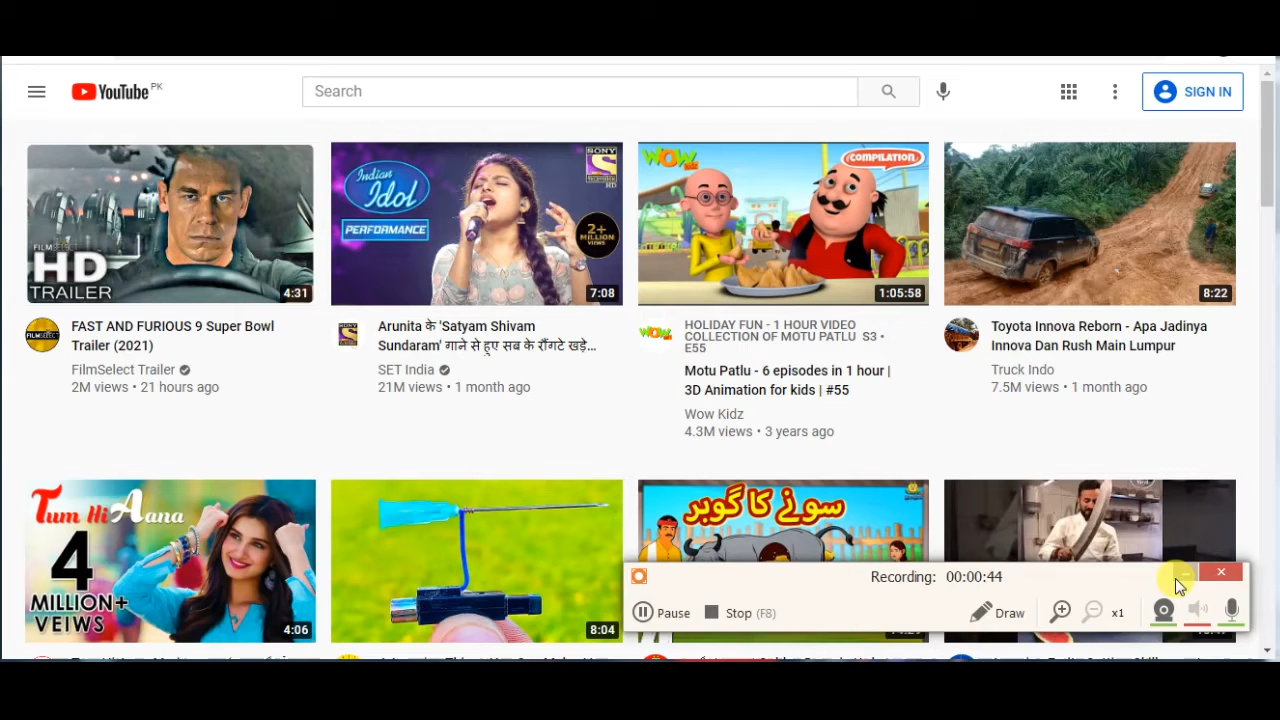 YouTube PK
Search
SIGN IN
FILMSELECT
HD
TRAILER
4:31
Indian
Idol
PERFORMANCE
SONY
HD
2+
MILLION
VIEWS
7:08
WOW
COMPILATION
1:05:58
8:22
FAST AND FURIOUS 9 Super Bowl
Trailer (2021)
FilmSelect Trailer
2M views • 21 hours ago
Arunita के 'Satyam Shivam
Sundaram' गाने से हुए सब के रौंगटे खड़े...
SET India
21M views • 1 month ago
HOLIDAY FUN - 1 HOUR VIDEO
COLLECTION OF MOTU PATLU S3 •
E55
Motu Patlu - 6 episodes in 1 hour |
3D Animation for kids | #55
Wow Kidz
4.3M views • 3 years ago
Toyota Innova Reborn - Apa Jadinya
Innova Dan Rush Main Lumpur
Truck Indo
7.5M views • 1 month ago
Tum Hi Aana
4
MILLION+
VEIWS
4:06
8:04
سونے کا گوبر
Recording: 00:00:44
Pause
Stop (F8)
Draw
x1